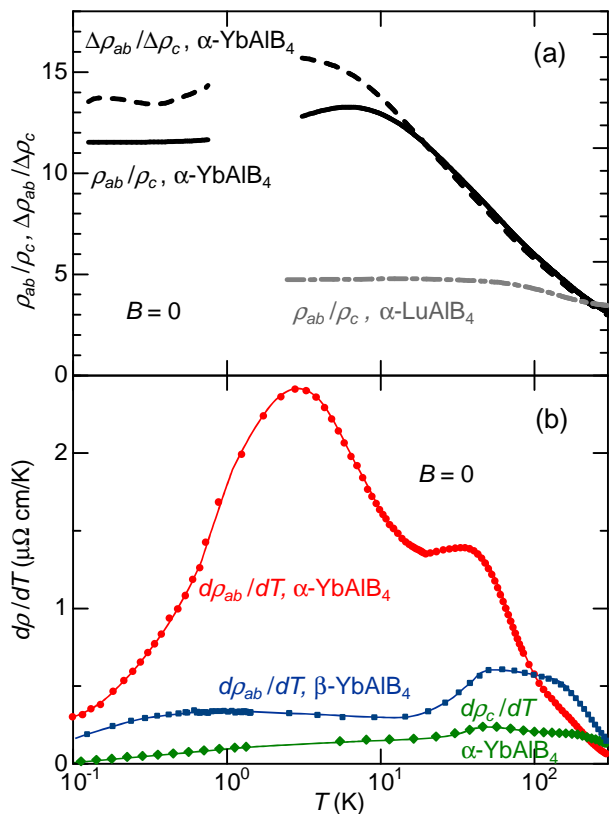 (a)
Δρab/Δρc, α-YbAlB4
15
10
ρab/ρc, α-YbAlB4
ρab/ρc, Δρab/Δρc
5
B = 0
ρab/ρc, α-LuAlB4
0
(b)
2
B = 0
dρ/dT (μΩ cm/K)
dρab/dT, α-YbAlB4
1
dρab/dT, β-YbAlB4
dρc/dT
α-YbAlB4
0
10-1 100 101 102
T (K)